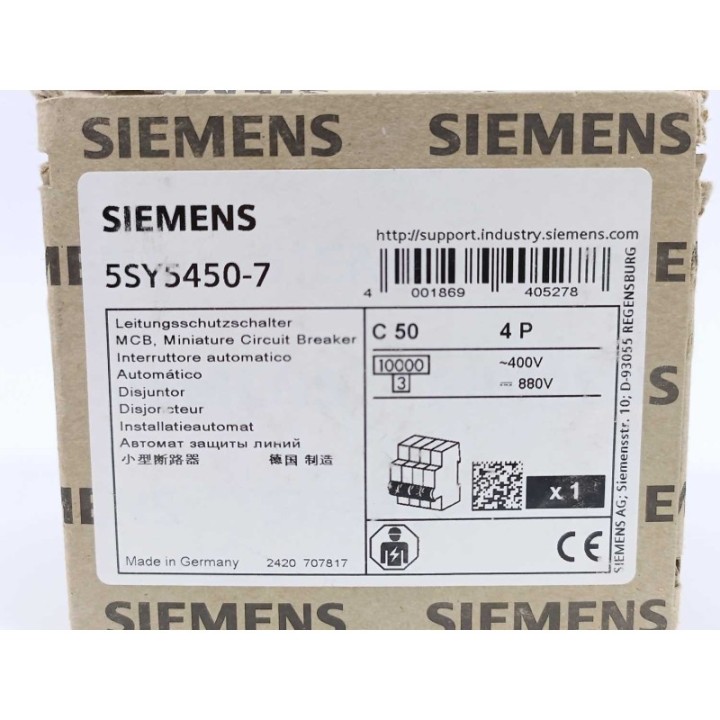 SIEMENS SIEMENS
SIEMENS
5SY5450-7
http://support.industry.siemens.com
4 001869 405278
Leitungsschutzschalter
MCB, Miniature Circuit Breaker
Interruttore automatico
Automático
Disjuntor
Installatieautomat
Автомат защиты линий
小型断路器 德国 制造
C 50 4 P
10000 ~400V
3 ⎓ 880V
x 1
Made in Germany 2420 707817
CE
SIEMENS AG; Siemensstr. 10; D-93055 REGENSBURG
SIEMENS SIEMENS